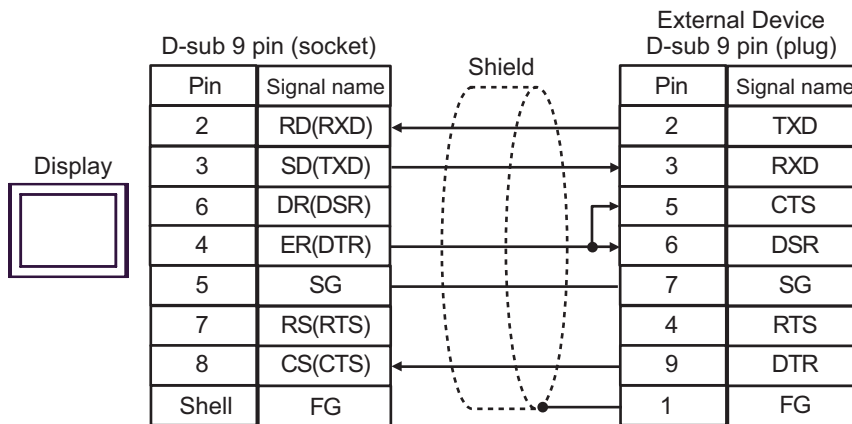 External Device
D-sub 9 pin (socket)
D-sub 9 pin (plug)
Shield
Display
Pin Signal name Pin Signal name
2 RD(RXD) 2 TXD
3 SD(TXD) 3 RXD
6 DR(DSR) 5 CTS
4 ER(DTR) 6 DSR
5 SG 7 SG
7 RS(RTS) 4 RTS
8 CS(CTS) 9 DTR
Shell FG 1 FG